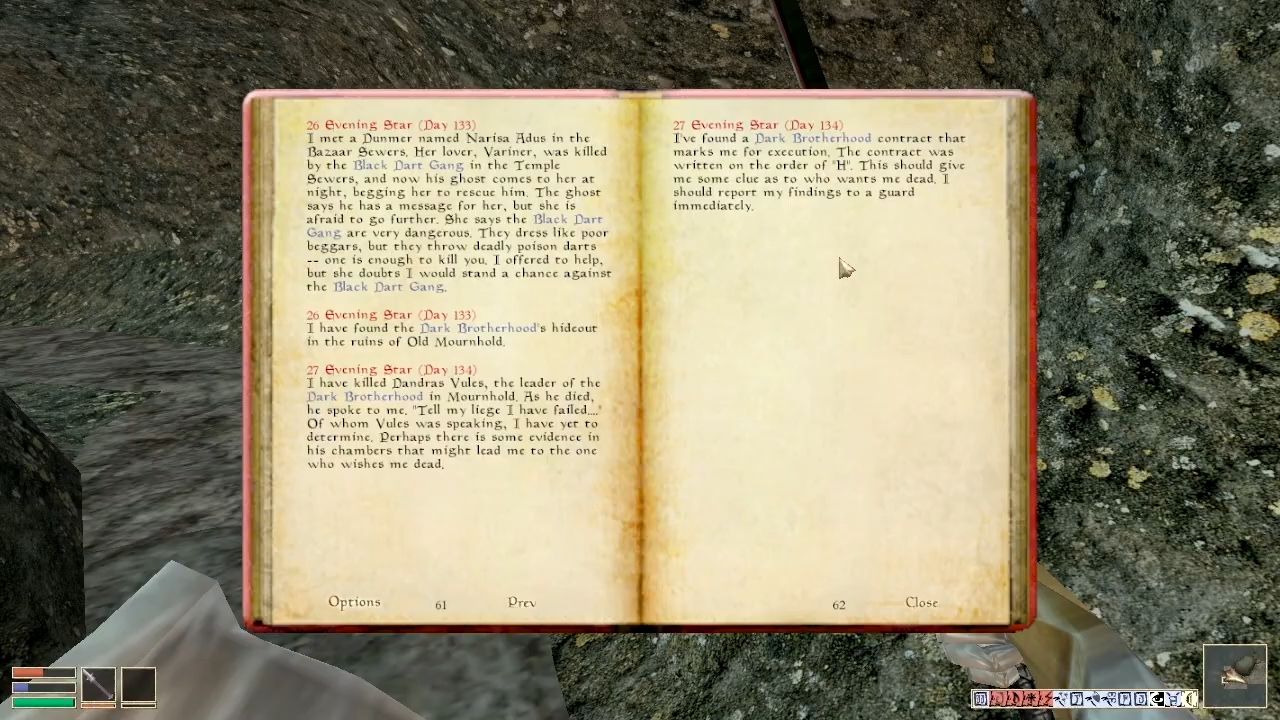 26 Evening Star (Day 133)
I met a Dunmer named Narisa Adus in the
Bazaar Sewers. Her lover, Variner, was killed
by the Black Dart Gang in the Temple
Sewers, and now his ghost comes to her at
night, begging her to rescue him. The ghost
says he has a message for her, but she is
afraid to go further. She says the Black Dart
Gang are very dangerous. They dress like poor
beggars, but they throw deadly poison darts
-- one is enough to kill you. I offered to help,
but she doubts I would stand a chance against
the Black Dart Gang.
26 Evening Star (Day 133)
I have found the Dark Brotherhood's hideout
in the ruins of Old Mournhold.
27 Evening Star (Day 134)
I have killed Dandras Vules, the leader of the
Dark Brotherhood in Mournhold. As he died,
he spoke to me. "Tell my liege I have failed...."
Of whom Vules was speaking, I have yet to
determine. Perhaps there is some evidence in
his chambers that might lead me to the one
who wishes me dead.
Options
61
Prev
27 Evening Star (Day 134)
I've found a Dark Brotherhood contract that
marks me for execution. The contract was
written on the order of "H". This should give
me some clue as to who wants me dead. I
should report my findings to a guard
immediately.
62
Close